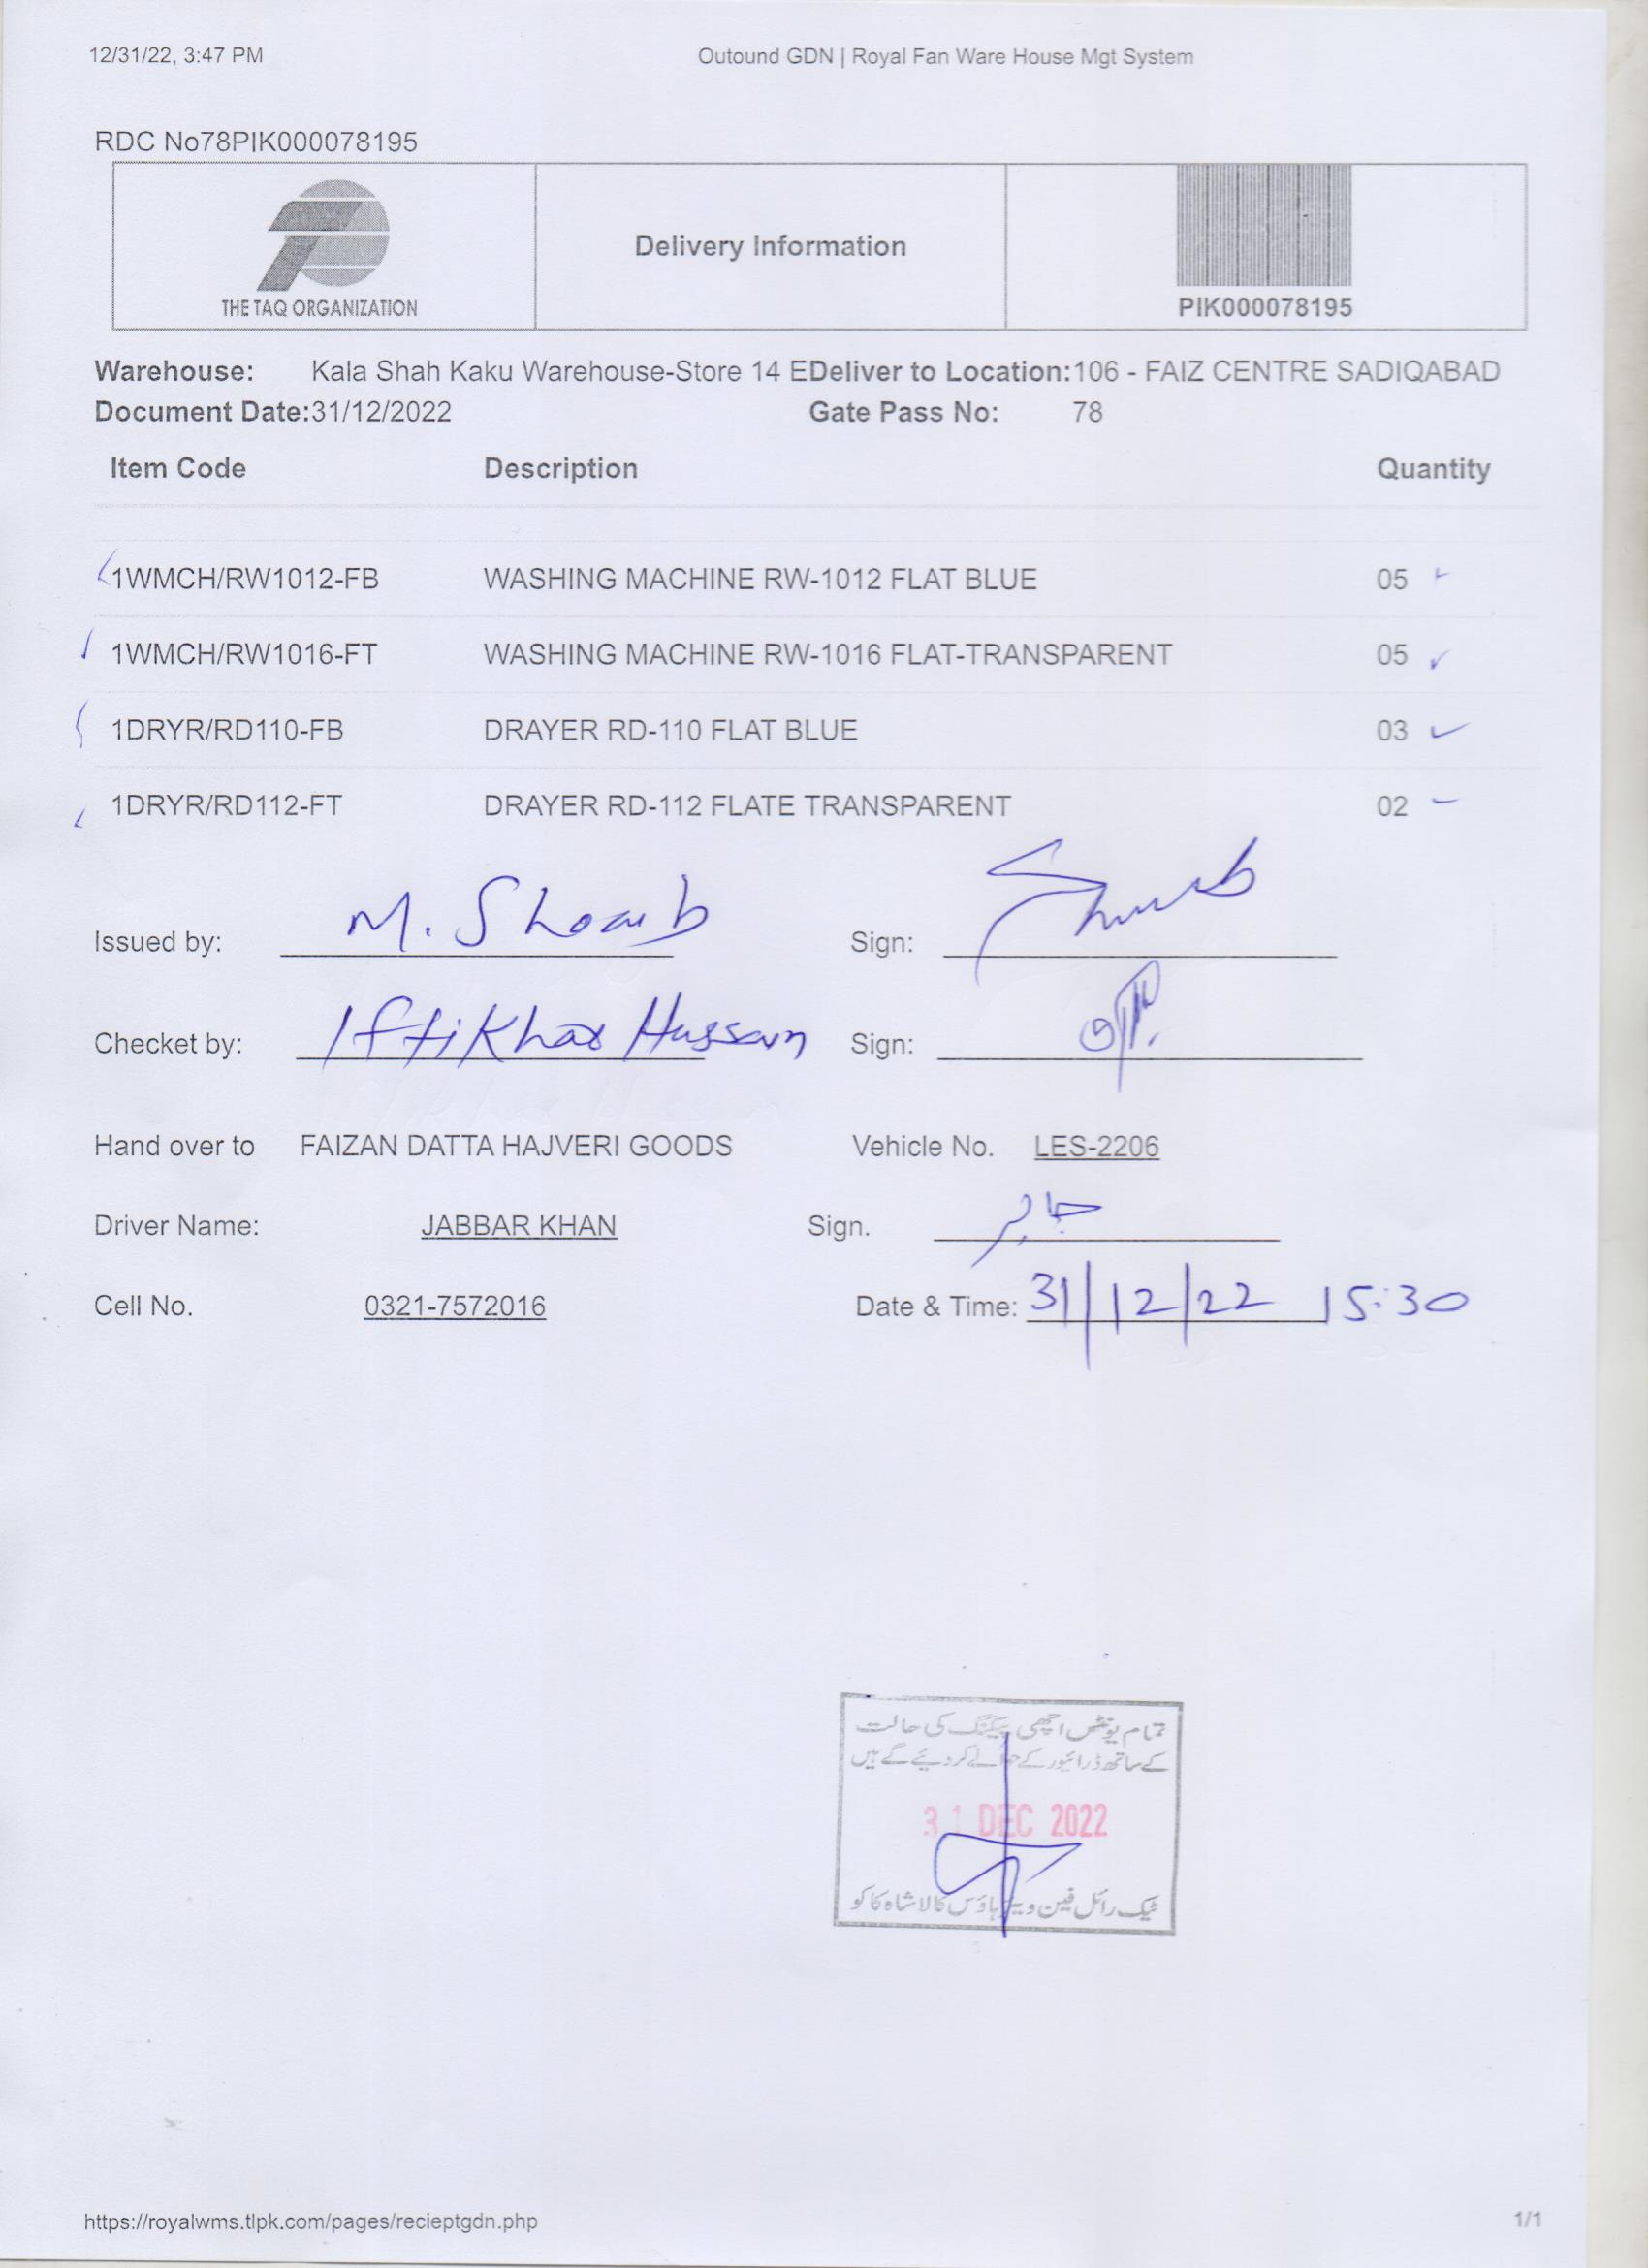 12/31/22, 3:47 PM Outound GDN | Royal Fan Ware House Mgt System
RDC No78PIK000078195
THE TAQ ORGANIZATION
Delivery Information
PIK000078195
Warehouse: Kala Shah Kaku Warehouse-Store 14 EDeliver to Location:106 - FAIZ CENTRE SADIQABAD
Document Date:31/12/2022 Gate Pass No: 78
Item Code Description Quantity
1WMCH/RW1012-FB WASHING MACHINE RW-1012 FLAT BLUE 05
1WMCH/RW1016-FT WASHING MACHINE RW-1016 FLAT-TRANSPARENT 05
1DRYR/RD110-FB DRAYER RD-110 FLAT BLUE 03
1DRYR/RD112-FT DRAYER RD-112 FLATE TRANSPARENT 02
Issued by: M. Shoaib Sign:
Checket by: Iftikhar Hussain Sign:
Hand over to FAIZAN DATTA HAJVERI GOODS Vehicle No. LES-2206
Driver Name: JABBAR KHAN Sign. جابر
Cell No. 0321-7572016 Date & Time: 31/12/22 15:30
تمام یونٹس اچھی پیکنگ کی حالت
کے ساتھ ڈرائیور کے حوالے کر دیئے گے ہیں
31 DEC 2022
ٹیک رائل فین ویئر ہاؤس کالا شاہ کاکو
https://royalwms.tlpk.com/pages/recieptgdn.php 1/1